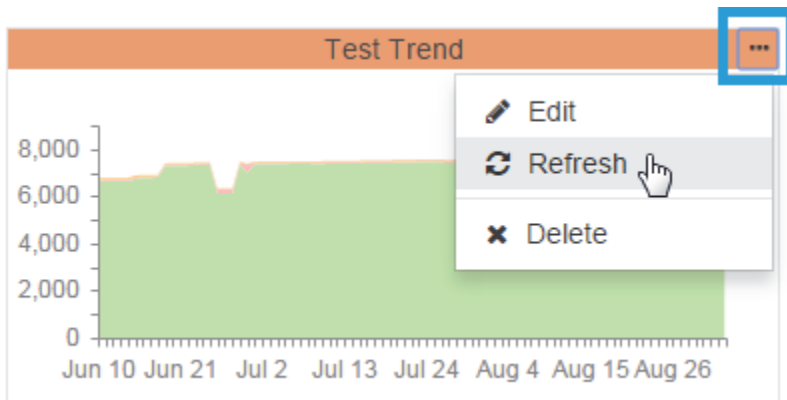 Test Trend
Edit
Refresh
Delete
8,000
6,000
4,000
2,000
0
Jun 10 Jun 21 Jul 2 Jul 13 Jul 24 Aug 4 Aug 15 Aug 26